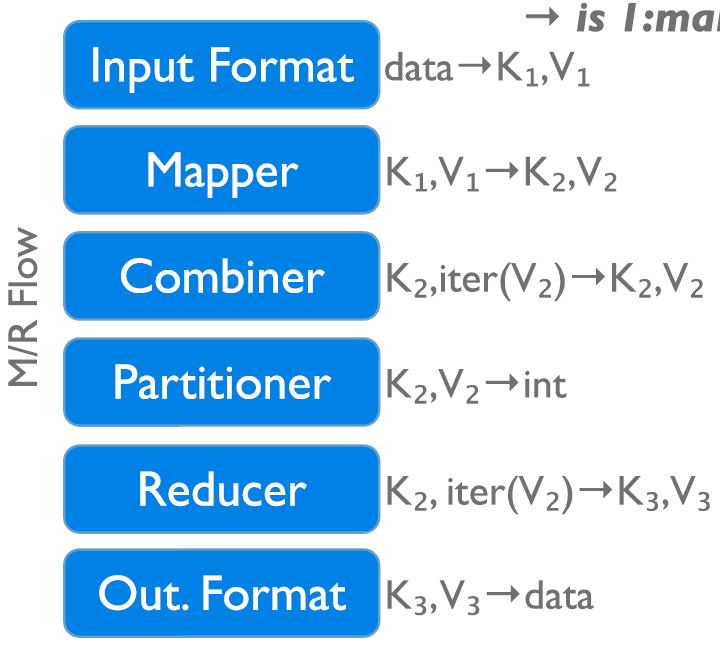 → is 1:
Input Format data→K₁,V₁
Mapper K₁,V₁→K₂,V₂
Combiner K₂,iter(V₂)→K₂,V₂
Partitioner K₂,V₂→int
Reducer K₂, iter(V₂)→K₃,V₃
Out. Format K₃,V₃→data
M/R Flow